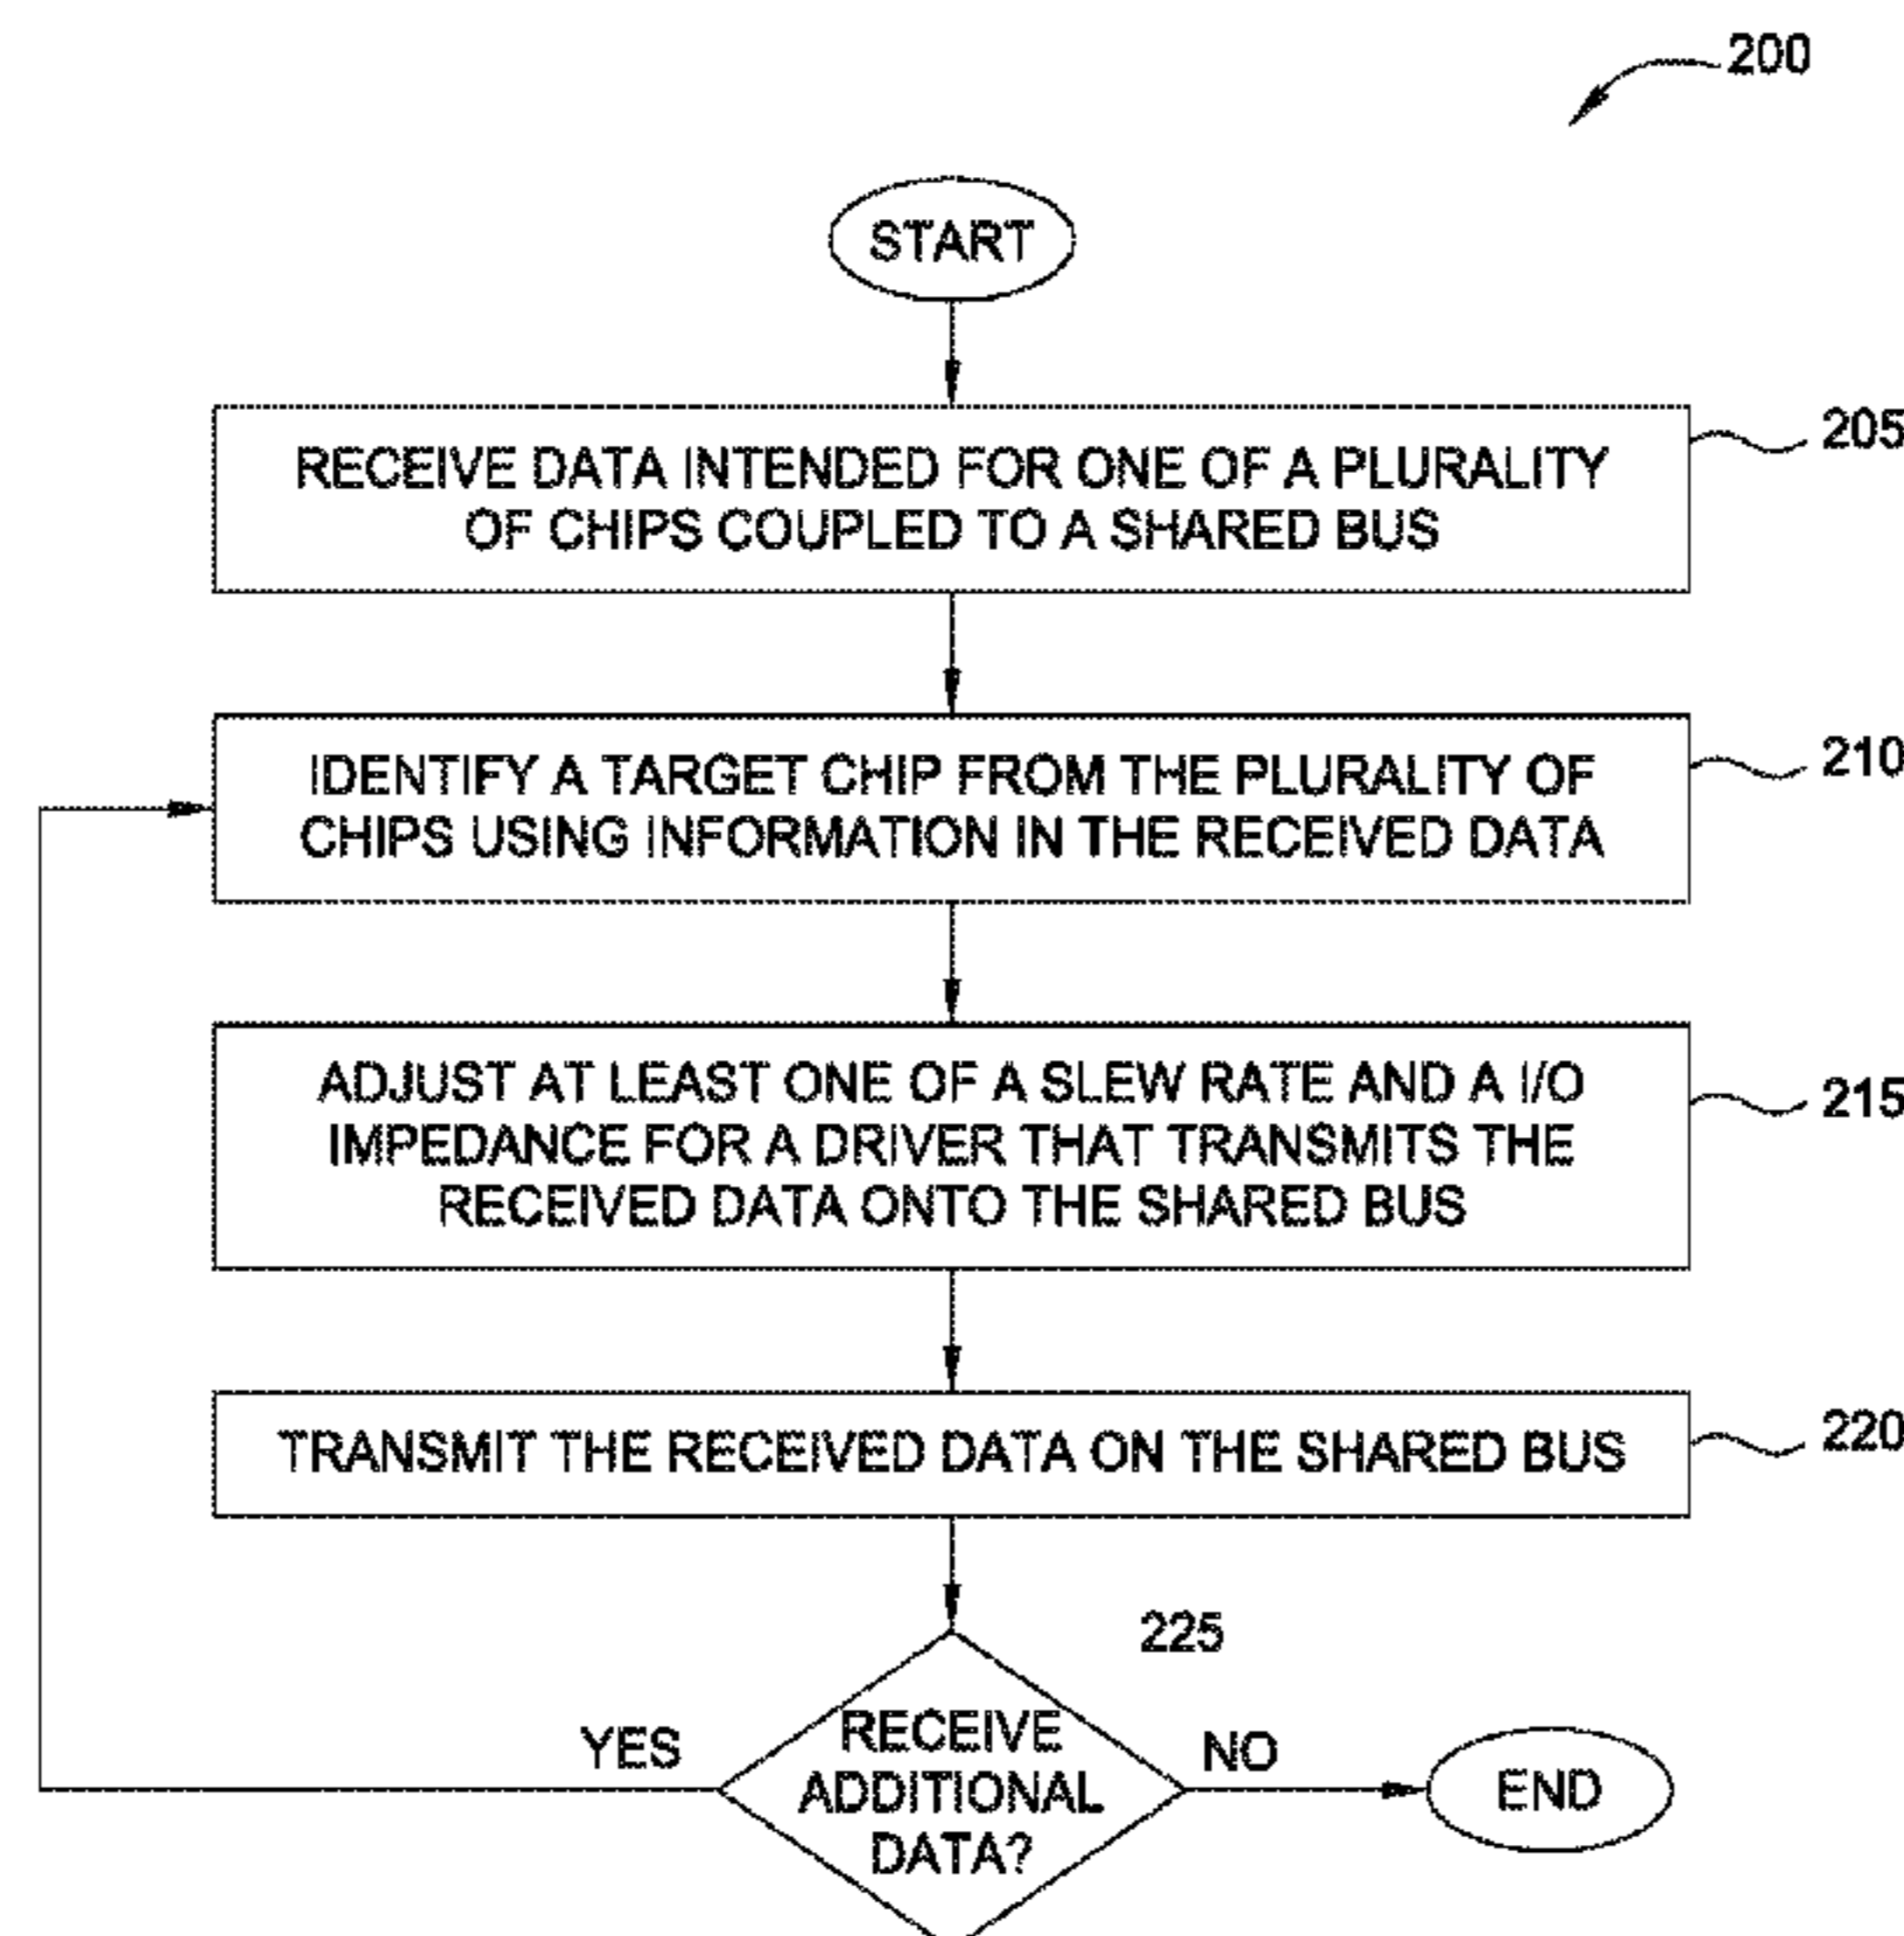 200
START
RECEIVE DATA INTENDED FOR ONE OF A PLURALITY
OF CHIPS COUPLED TO A SHARED BUS
205
IDENTIFY A TARGET CHIP FROM THE PLURALITY OF
CHIPS USING INFORMATION IN THE RECEIVED DATA
210
ADJUST AT LEAST ONE OF A SLEW RATE AND A I/O
IMPEDANCE FOR A DRIVER THAT TRANSMITS THE
RECEIVED DATA ONTO THE SHARED BUS
215
TRANSMIT THE RECEIVED DATA ON THE SHARED BUS
220
225
YES
RECEIVE
ADDITIONAL
DATA?
NO
END